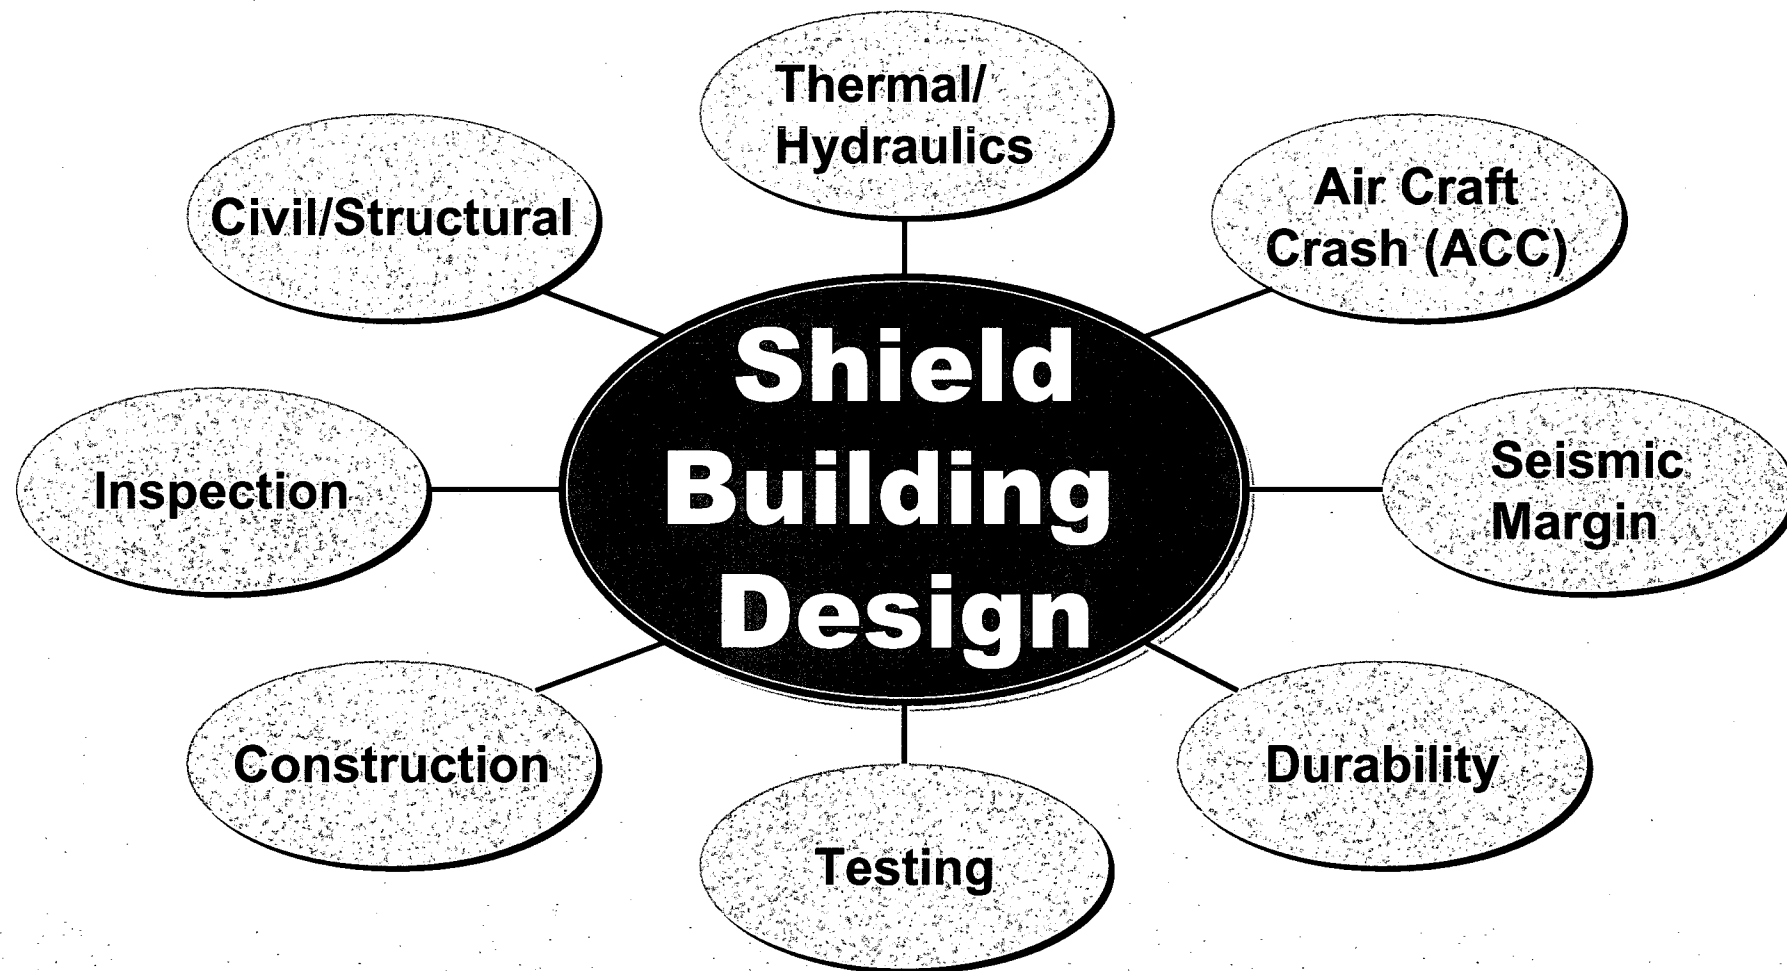 Thermal/
Hydraulics
Civil/Structural
Air Craft
Crash (ACC)
Shield
Building
Design
Inspection
Seismic
Margin
Construction
Durability
Testing